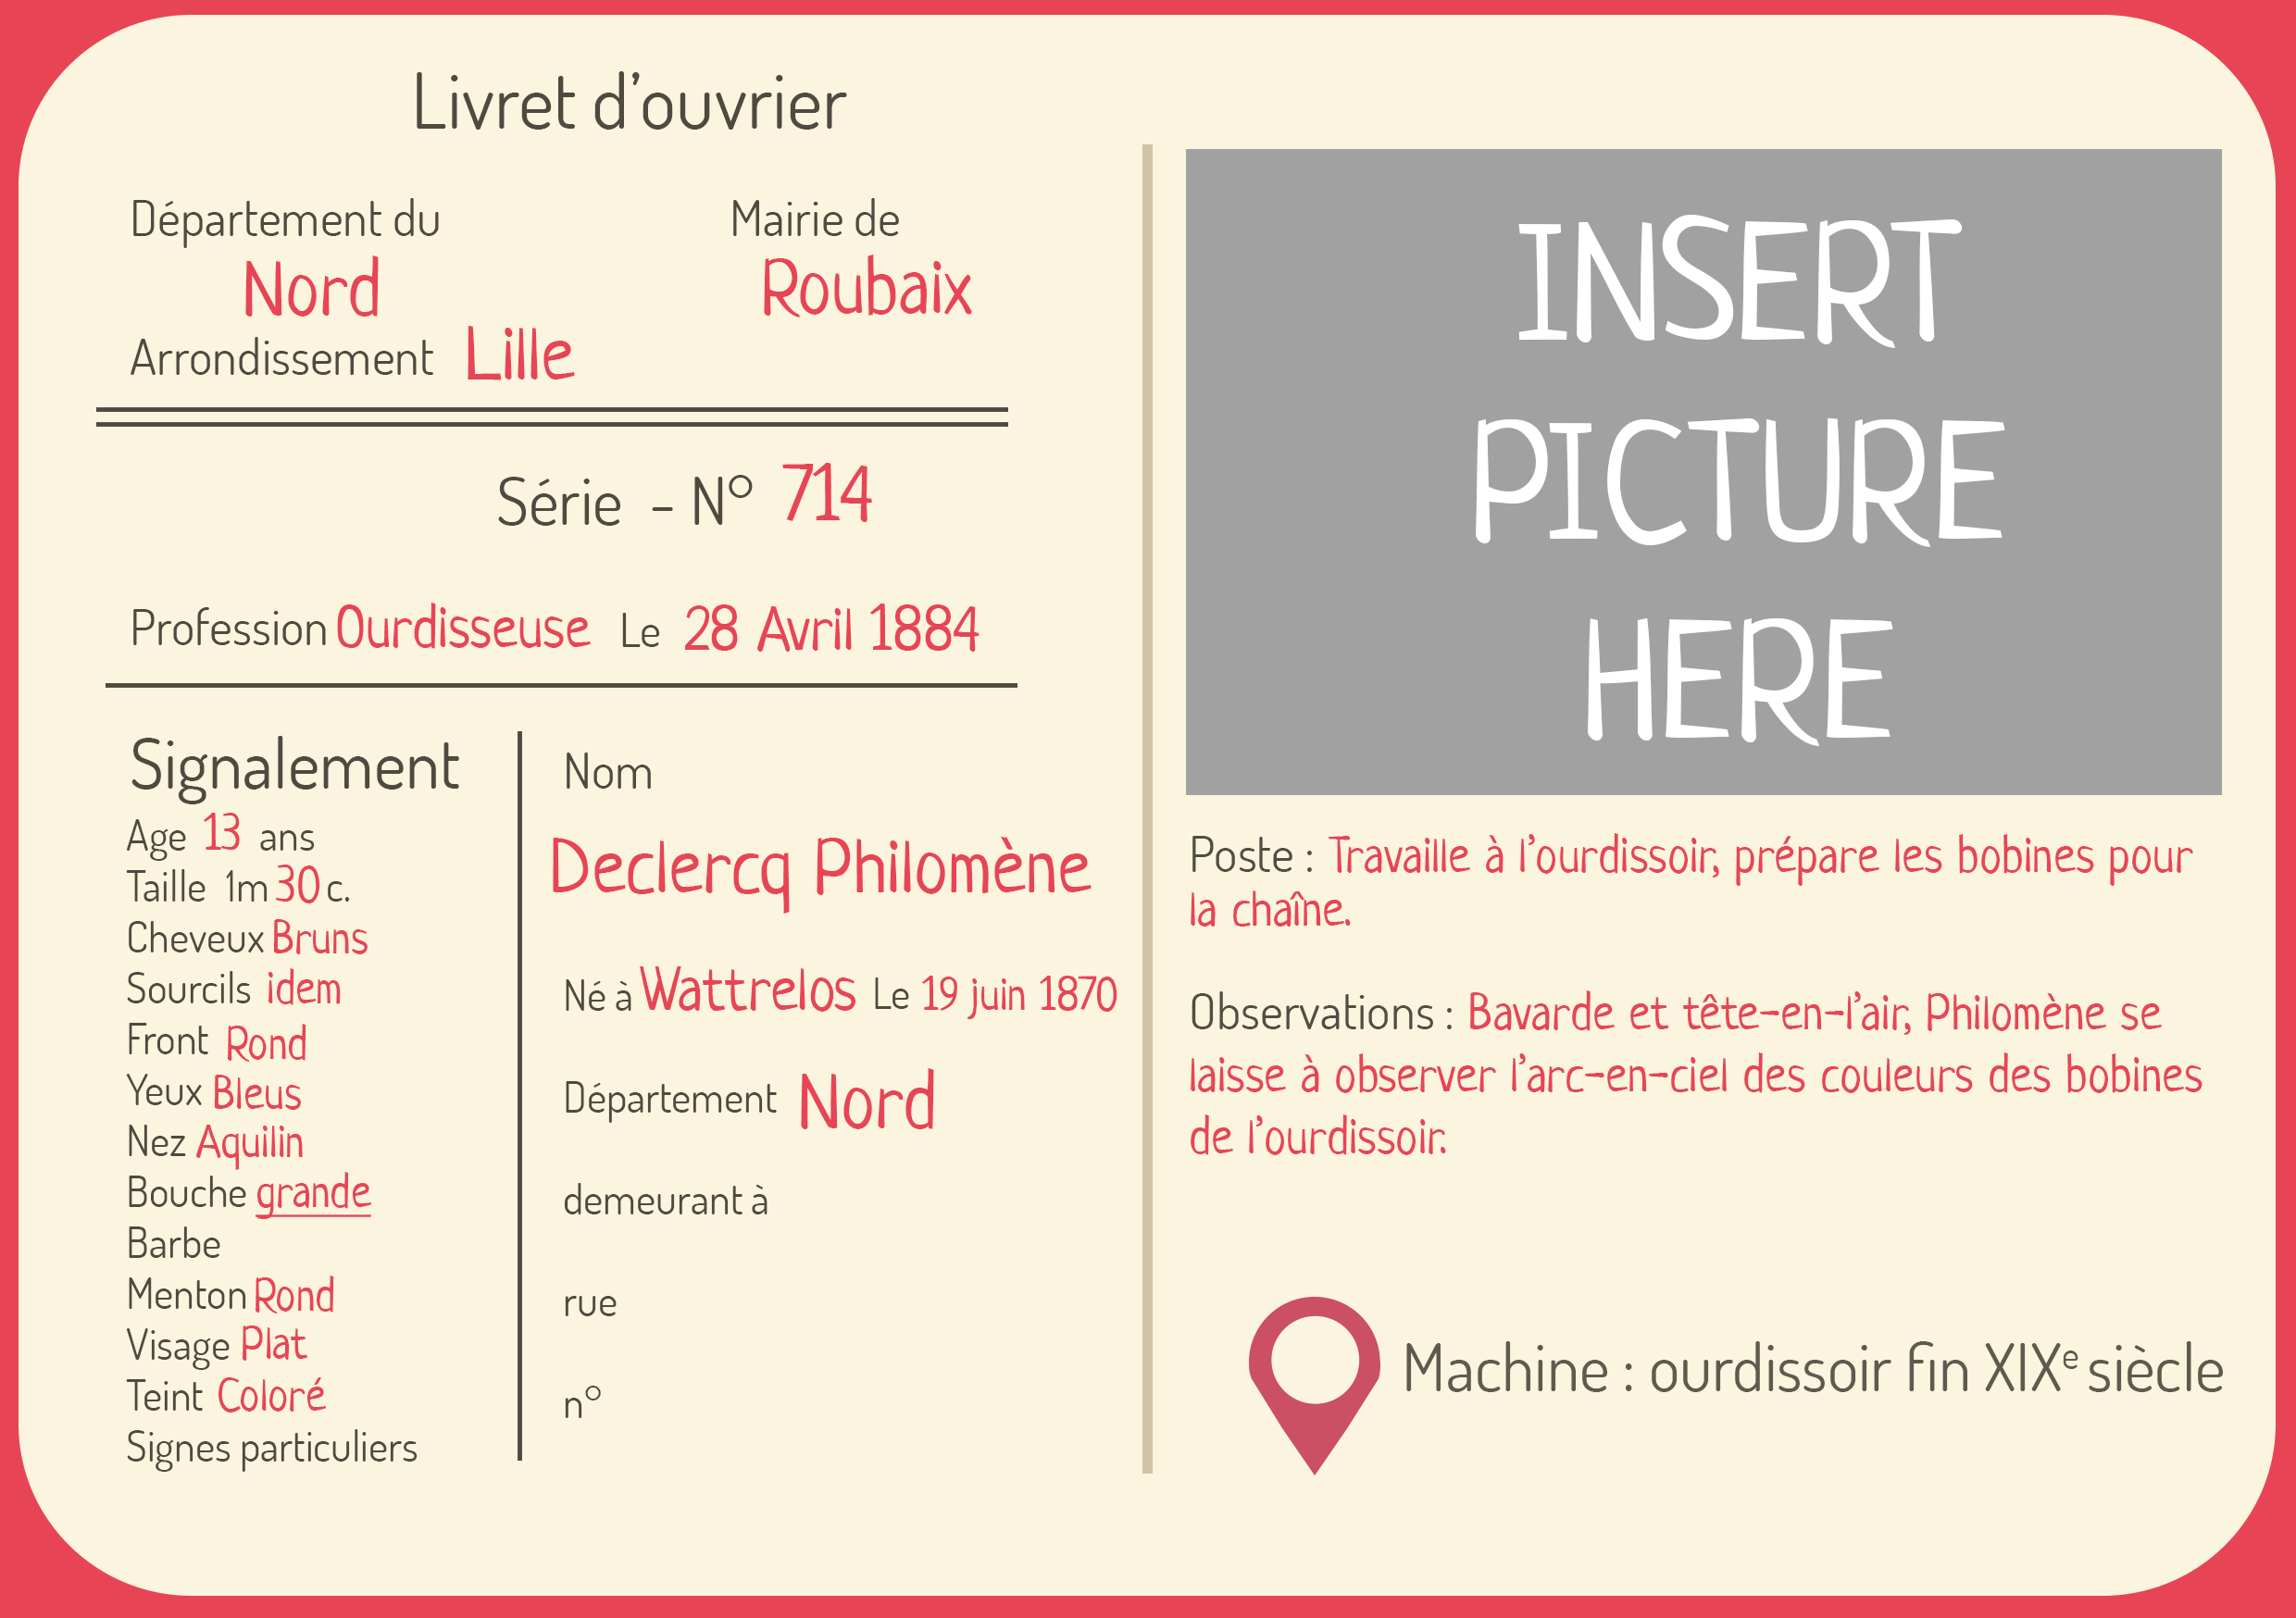 Livret d’ouvrier
Département du
Mairie de
Nord
Roubaix
Arrondissement Lille
Série - N° 714
Profession Ourdisseuse Le 28 Avril 1884
Signalement
Age 13 ans
Taille 1m 30 c.
Cheveux Bruns
Sourcils idem
Front Rond
Yeux Bleus
Nez Aquilin
Bouche grande
Barbe
Menton Rond
Visage Plat
Teint Coloré
Signes particuliers
Nom
Declercq Philomène
Né à Wattrelos Le 19 juin 1870
Département Nord
demeurant à
rue
n°
INSERT
PICTURE
HERE
Poste : Travaille à l’ourdissoir, prépare les bobines pour
la chaîne.
Observations : Bavarde et tête-en-l’air, Philomène se
laisse à observer l’arc-en-ciel des couleurs des bobines
de l’ourdissoir.
Machine : ourdissoir fin XIXe siècle